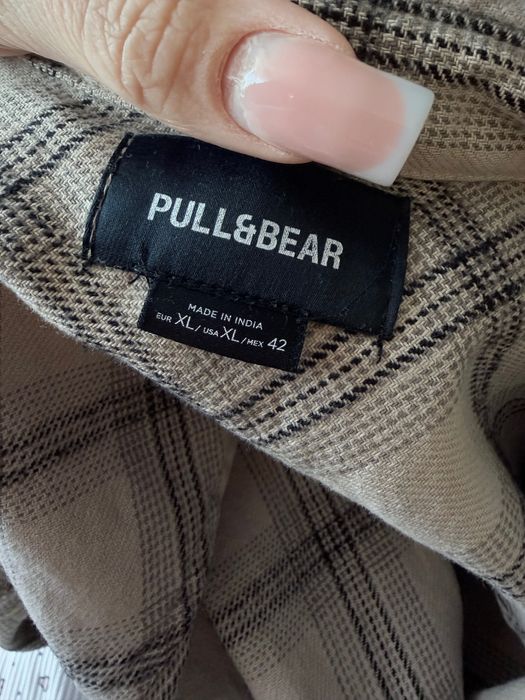 PULL&BEAR
MADE IN INDIA
EUR XL/USA XL/MEX 42